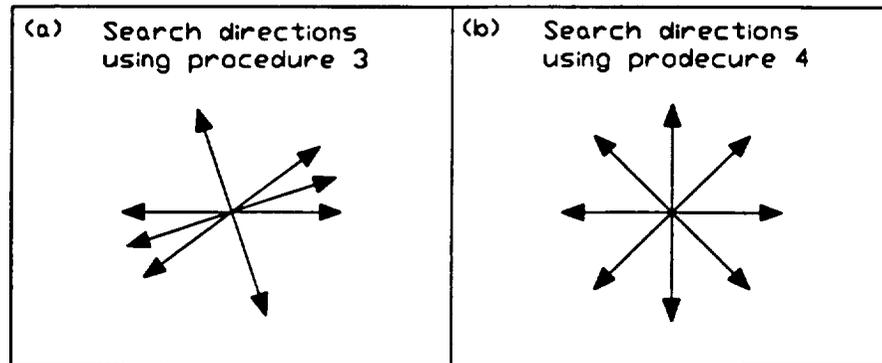 (a) Search directions
using procedure 3
(b) Search directions
using prodecure 4